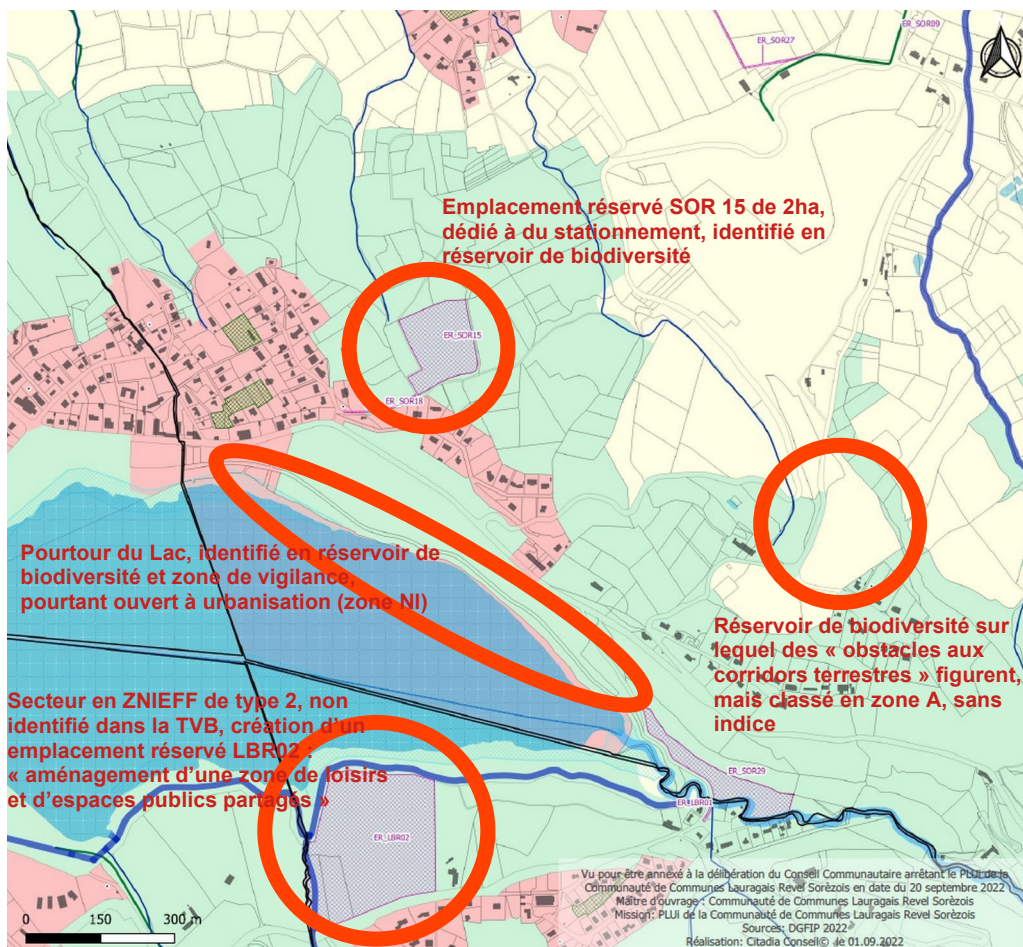 ER_SOR09
ER_SOR27
Emplacement réservé SOR 15 de 2ha,
dédié à du stationnement, identifié en
réservoir de biodiversité
ER_SOR15
ER_SOR18
Pourtour du Lac, identifié en réservoir de
biodiversité et zone de vigilance,
pourtant ouvert à urbanisation (zone Nl)
Réservoir de biodiversité sur
lequel des « obstacles aux
corridors terrestres » figurent,
mais classé en zone A, sans
indice
Secteur en ZNIEFF de type 2, non
identifié dans la TVB, création d'un
emplacement réservé LBR02 :
« aménagement d'une zone de loisirs
et d'espaces publics partagés »
ER_SOR29
ER_LBR01
ER_LBR02
Vu pour être annexé à la délibération du Conseil Communautaire arrêtant le PLUi de la
Communauté de Communes Lauragais Revel Sorèzois en date du 20 septembre 2022
Maître d'ouvrage : Communauté de Communes Lauragais Revel Sorèzois
Mission: PLUi de la Communauté de Communes Lauragais Revel Sorèzois
Sources: DGFIP 2022
Réalisation: Citadia Conseil© le 01.09.2022
0 150 300 m